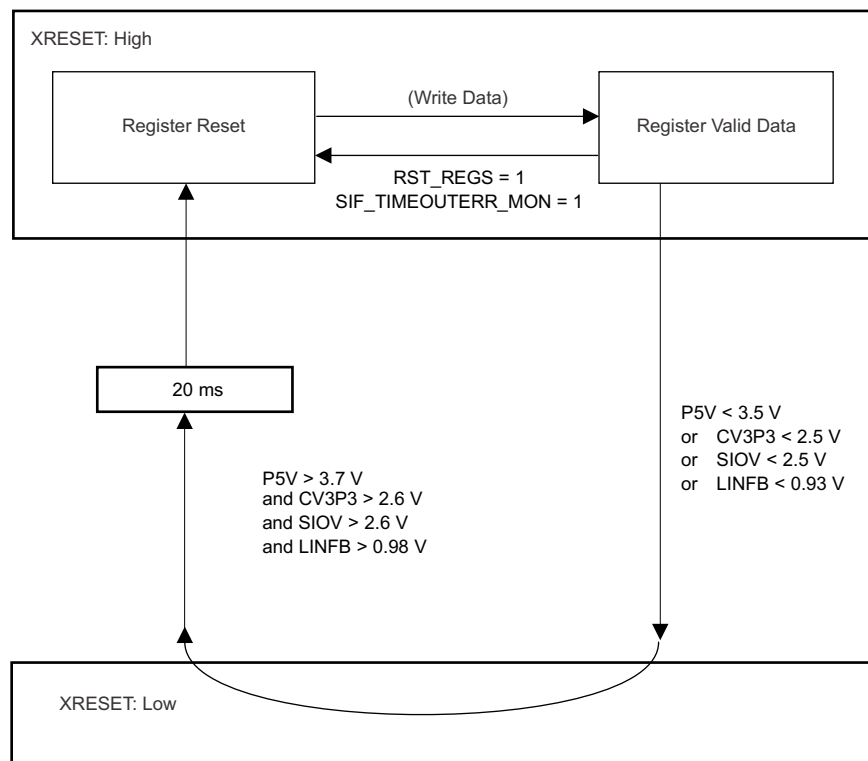 XRESET: High
Register Reset
(Write Data)
Register Valid Data
RST_REGS = 1
SIF_TIMEOUTERR_MON = 1
20 ms
P5V > 3.7 V
and CV3P3 > 2.6 V
and SIOV > 2.6 V
and LINFB > 0.98 V
P5V < 3.5 V
or CV3P3 < 2.5 V
or SIOV < 2.5 V
or LINFB < 0.93 V
XRESET: Low